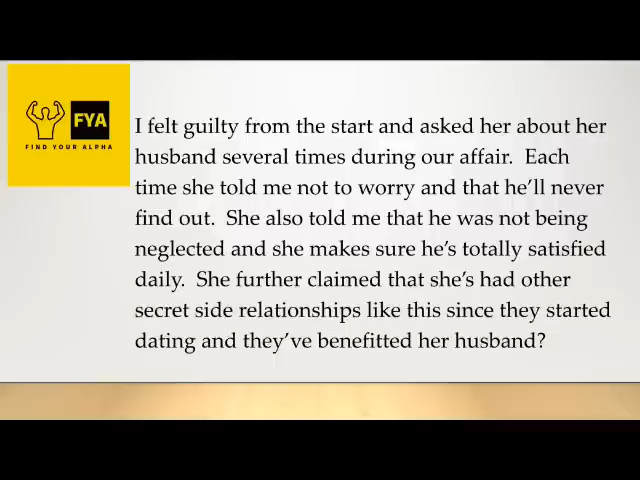 FYA
FIND YOUR ALPHA
I felt guilty from the start and asked her about her
husband several times during our affair.  Each
time she told me not to worry and that he’ll never
find out.  She also told me that he was not being
neglected and she makes sure he’s totally satisfied
daily.  She further claimed that she’s had other
secret side relationships like this since they started
dating and they’ve benefitted her husband?